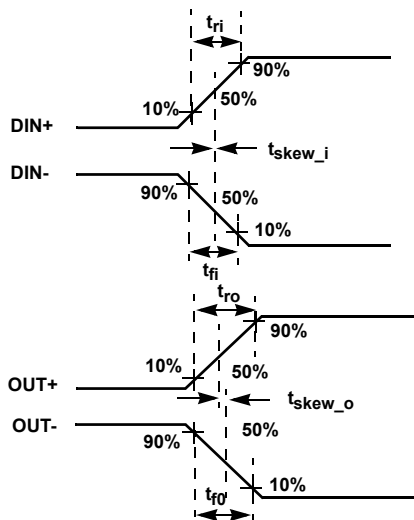 tri
90%
10%
50%
DIN+
tskew_i
DIN-
90%
50%
10%
tfi
tro
90%
10%
50%
OUT+
tskew_o
OUT-
50%
90%
10%
tf0